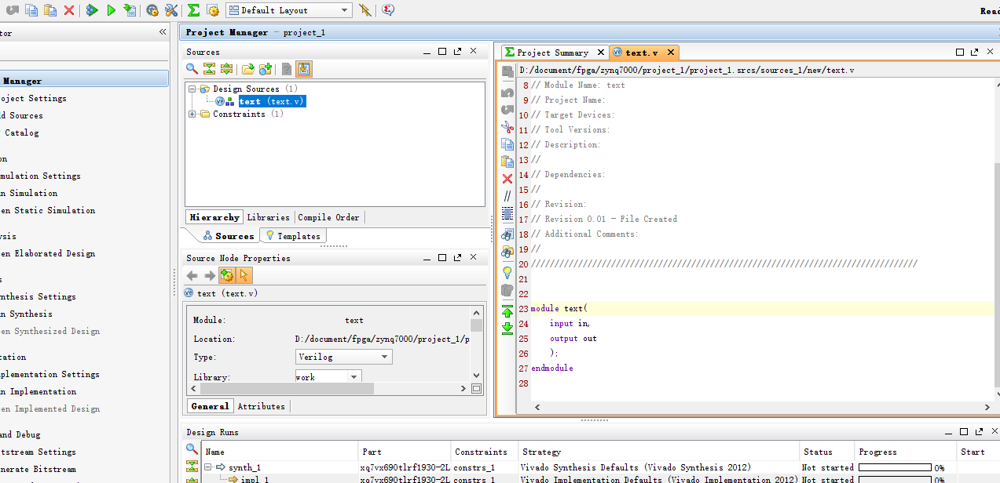 Default Layout
Read
tor
«
Project Manager - project_1
Manager
oject Settings
d Sources
Catalog
on
mulation Settings
n Simulation
en Static Simulation
ysis
en Elaborated Design
s
nthesis Settings
n Synthesis
en Synthesized Design
tation
plementation Settings
n Implementation
en Implemented Design
and Debug
tstream Settings
nerate Bitstream
Sources
Design Sources (1)
text (text.v)
Constraints (1)
Hierarchy Libraries Compile Order
Sources Templates
Source Node Properties
text (text.v)
Module: text
Location: D:/document/fpga/zynq7000/project_1/p
Type: Verilog
Library: work
General Attributes
Project Summary text.v
D:/document/fpga/zynq7000/project_1/project_1.srcs/sources_1/new/text.v
8 // Module Name: text
9 // Project Name:
10 // Target Devices:
11 // Tool Versions:
12 // Description:
13 //
14 // Dependencies:
15 //
16 // Revision:
17 // Revision 0.01 - File Created
18 // Additional Comments:
19 //
20 //////////////////////////////////////////////////////////////////////////////////
21
22
23 module text(
24 input in,
25 output out
26 );
27 endmodule
28
Design Runs
Name Part Constraints Strategy Status Progress Start
synth_1 xq7vx690tlrf1930-2L constrs_1 Vivado Synthesis Defaults (Vivado Synthesis 2012) Not started 0%
impl_1 xq7vx690tlrf1930-2L constrs_1 Vivado Implementation Defaults (Vivado Implementation 2012) Not started 0%